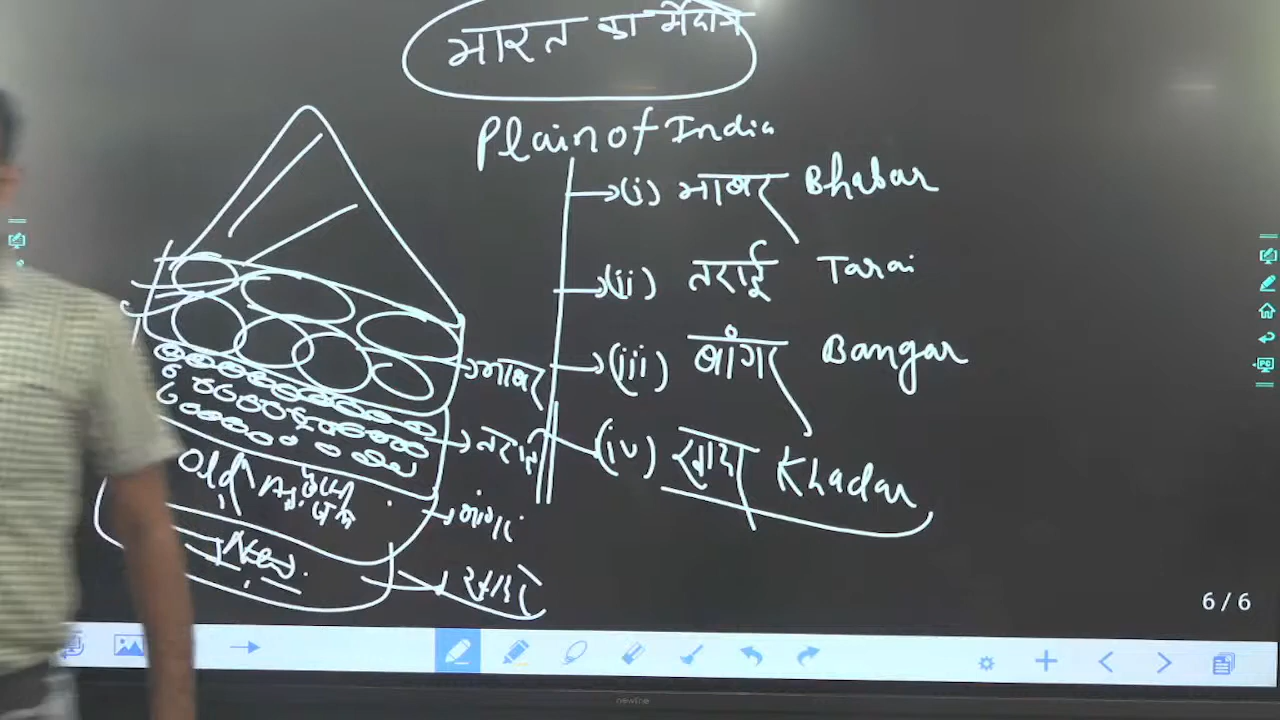 भारत का मैदान
Plain of India
(i) भाबर Bhabar
(ii) तराई Tarai
(iii) बांगर Bangar
(iv) खादर Khadar
भाबर
तराई
Old
बांगर
New
6 / 6
newline